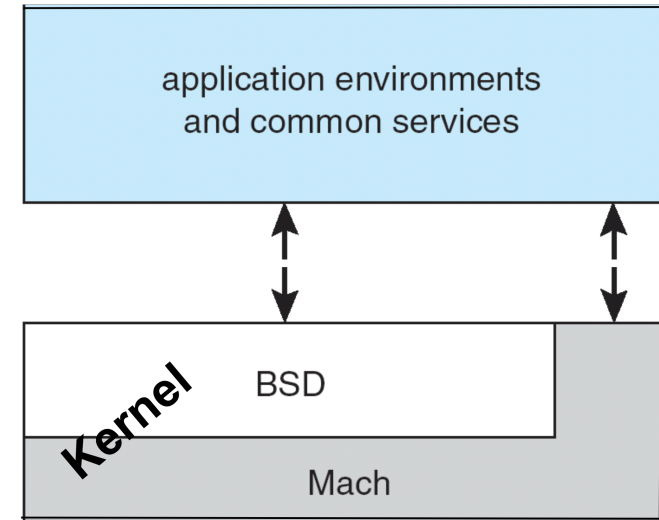 application environments
and common services
BSD
Kernel
Mach